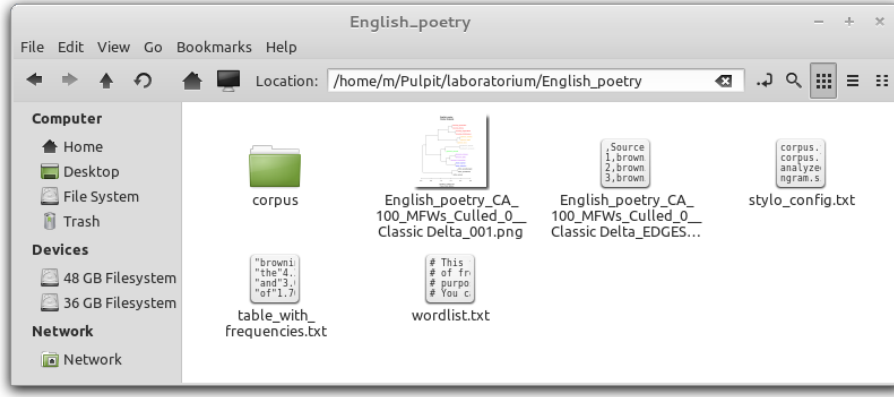 English_poetry
File Edit View Go Bookmarks Help
Location: /home/m/Pulpit/laboratorium/English_poetry
Computer
Home
Desktop
File System
Trash
Devices
48 GB Filesystem
36 GB Filesystem
Network
Network
corpus
English_poetry_CA_
100_MFWs_Culled_0__
Classic Delta_001.png
,Source
1,brown
2,brown
3,brown
English_poetry_CA_
100_MFWs_Culled_0__
Classic Delta_EDGES...
corpus.
corpus.
analyze
ngram.s
stylo_config.txt
"browni
"the"4.
"and"3.
"of"1.7
table_with_
frequencies.txt
# This
# of fr
# purpo
# You c
wordlist.txt